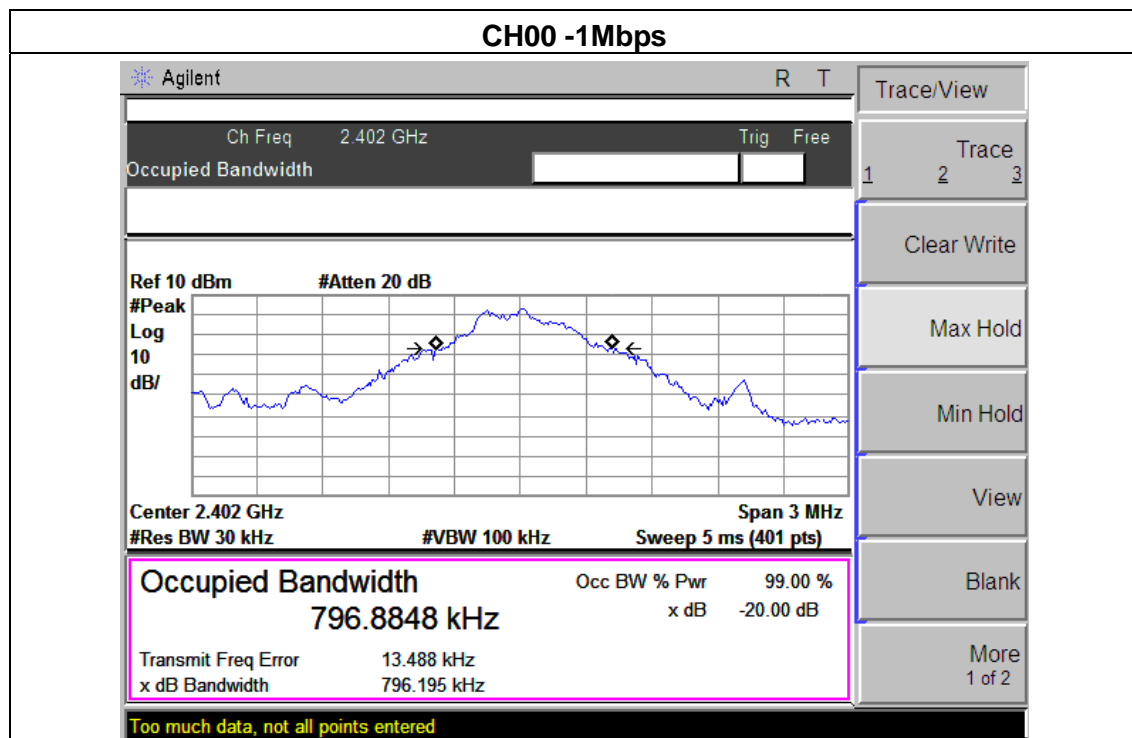 CH00 -1Mbps
Agilent R T
Ch Freq 2.402 GHz Trig Free
Occupied Bandwidth
Ref 10 dBm #Atten 20 dB
#Peak
Log
10
dB/
Center 2.402 GHz Span 3 MHz
#Res BW 30 kHz #VBW 100 kHz Sweep 5 ms (401 pts)
Occupied Bandwidth Occ BW % Pwr 99.00 %
796.8848 kHz x dB -20.00 dB
Transmit Freq Error 13.488 kHz
x dB Bandwidth 796.195 kHz
Too much data, not all points entered
Trace/View
Trace
1 2 3
Clear Write
Max Hold
Min Hold
View
Blank
More
1 of 2